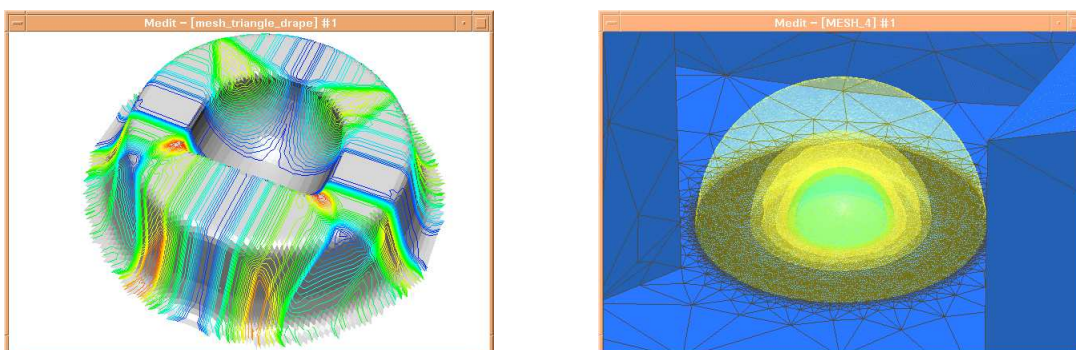 Medit – [mesh_triangle_drape] #1
Medit – [MESH_4] #1